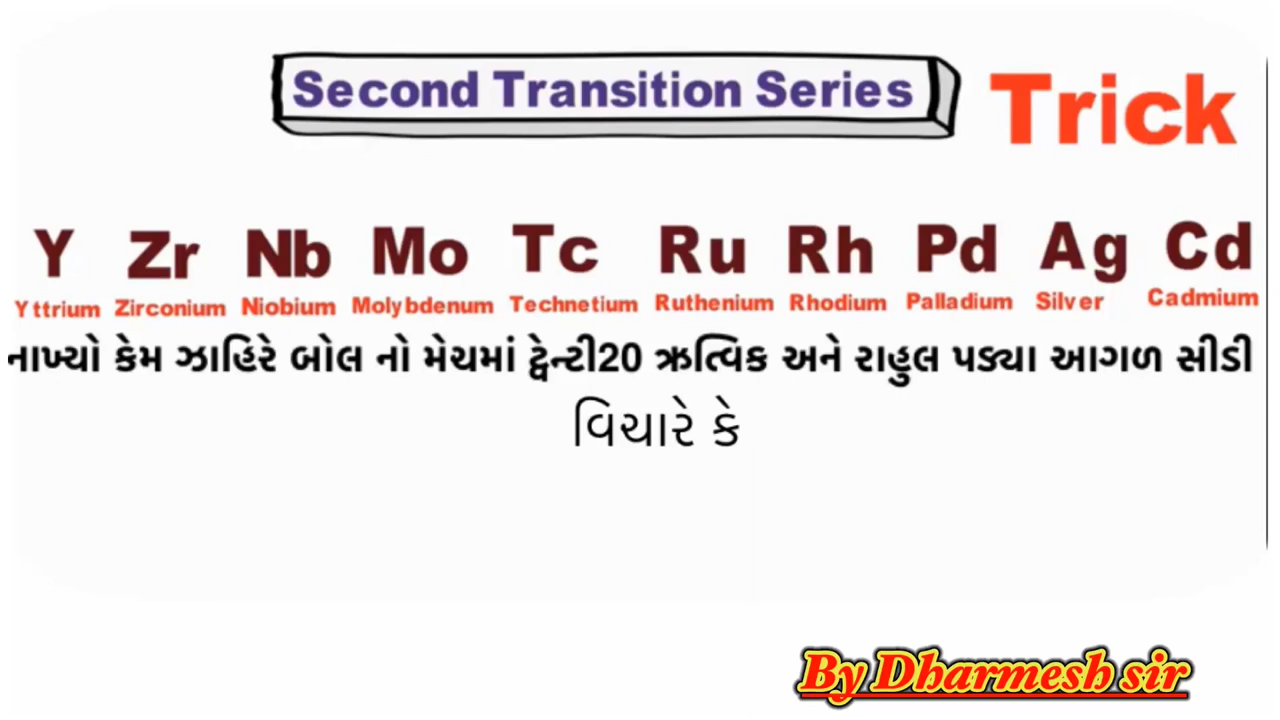 Second Transition Series Trick
Y Zr Nb Mo Tc Ru Rh Pd Ag Cd
Yttrium Zirconium Niobium Molybdenum Technetium Ruthenium Rhodium Palladium Silver Cadmium
નાખ્યો કેમ ઝાહિરે બોલ નો મેચમાં ટ્વેન્ટી20 ઋત્વિક અને રાહુલ પડ્યા આગળ સીડી
વિચારે કે
By Dharmesh sir